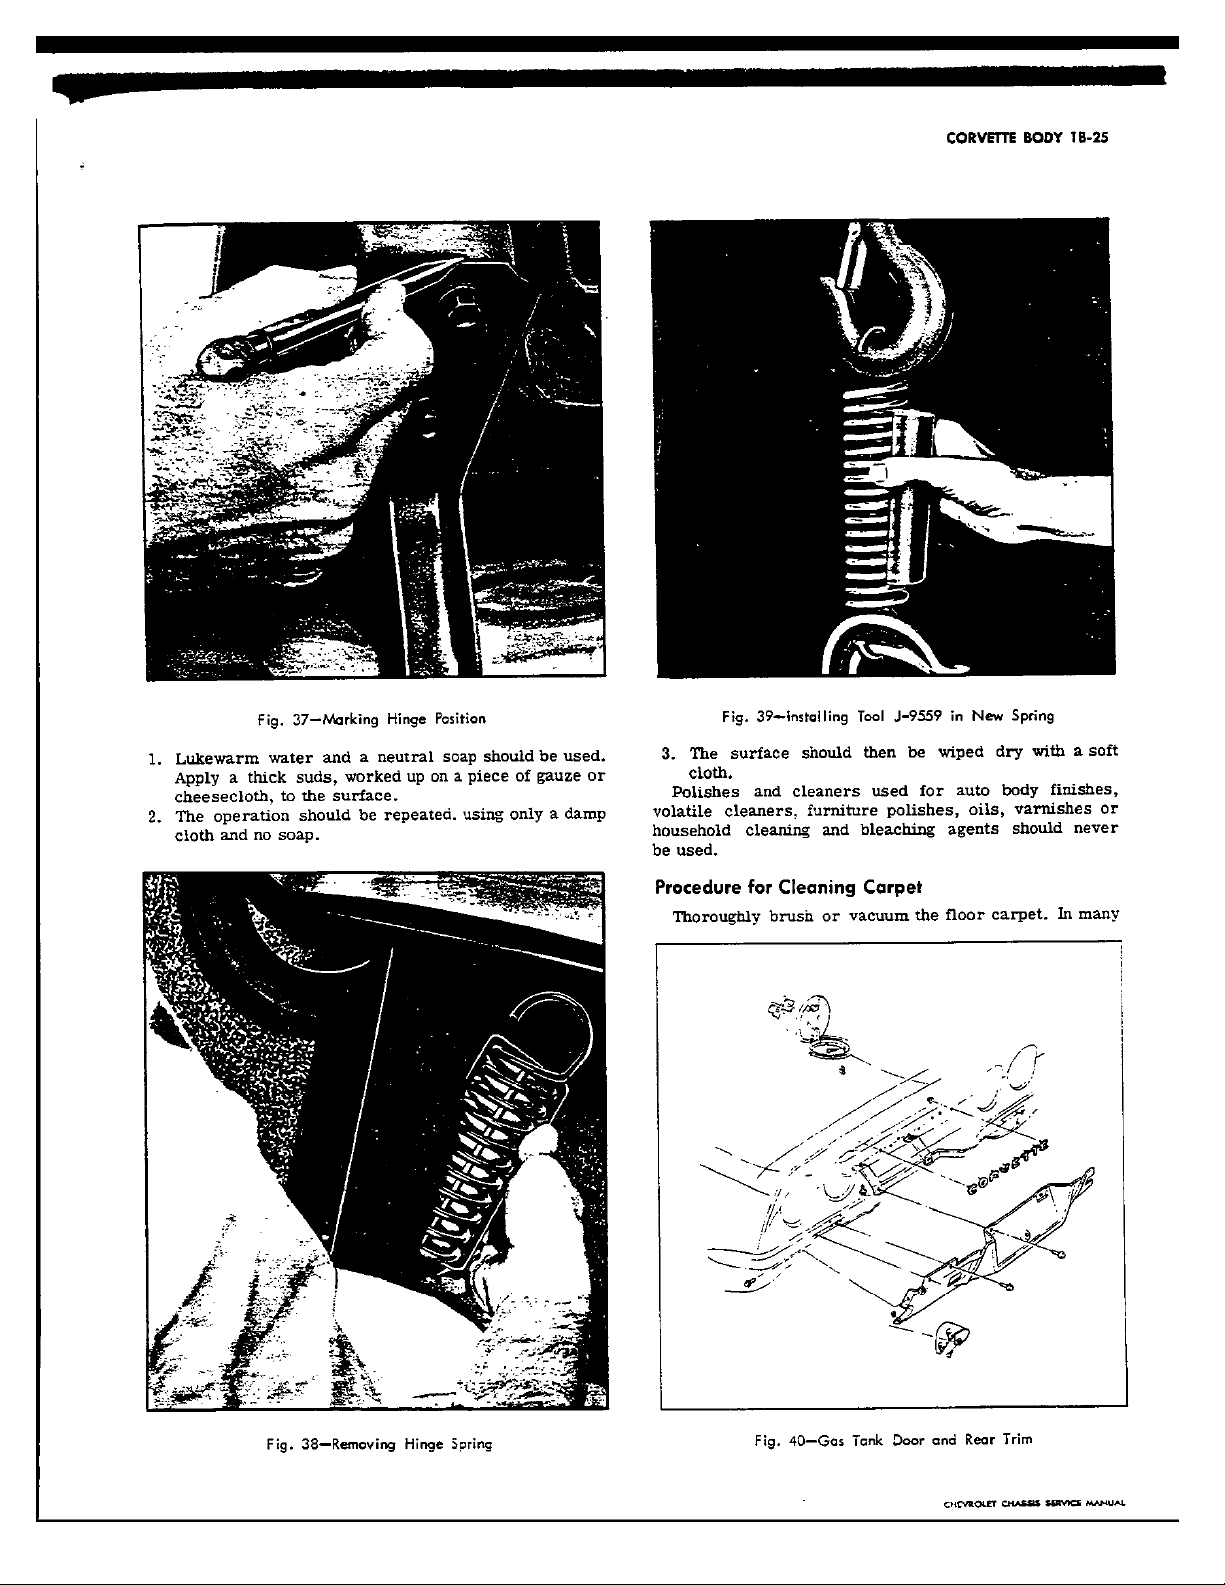 CORVETTE BODY 1B-25
Fig. 37—Marking Hinge Position
1. Lukewarm water and a neutral soap should be used.
Apply a thick suds, worked up on a piece of gauze or
cheesecloth, to the surface.
2. The operation should be repeated. using only a damp
cloth and no soap.
Fig. 38—Removing Hinge Spring
Fig. 39—Installing Tool J-9559 in New Spring
3. The surface should then be wiped dry with a soft
cloth.
Polishes and cleaners used for auto body finishes,
volatile cleaners, furniture polishes, oils, varnishes or
household cleaning and bleaching agents should never
be used.
Procedure for Cleaning Carpet
Thoroughly brush or vacuum the floor carpet. In many
CORVETTE
Fig. 40—Gas Tank Door and Rear Trim
CHEVROLET CHASSIS SERVICE MANUAL